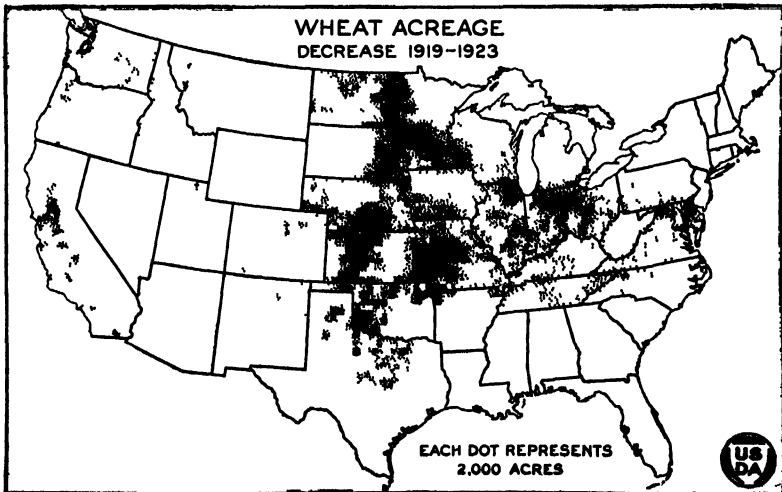 WHEAT ACREAGE
DECREASE 1919-1923
EACH DOT REPRESENTS
2,000 ACRES
US
DA